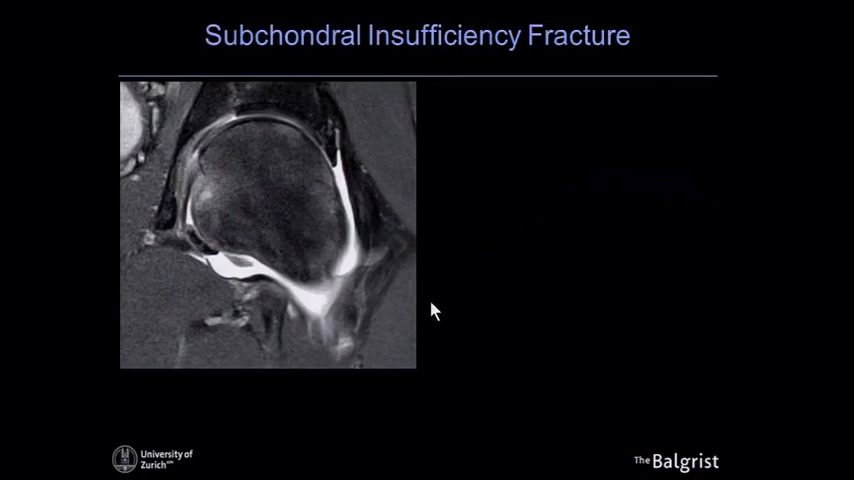 Subchondral Insufficiency Fracture
University of
Zurich
The Balgrist